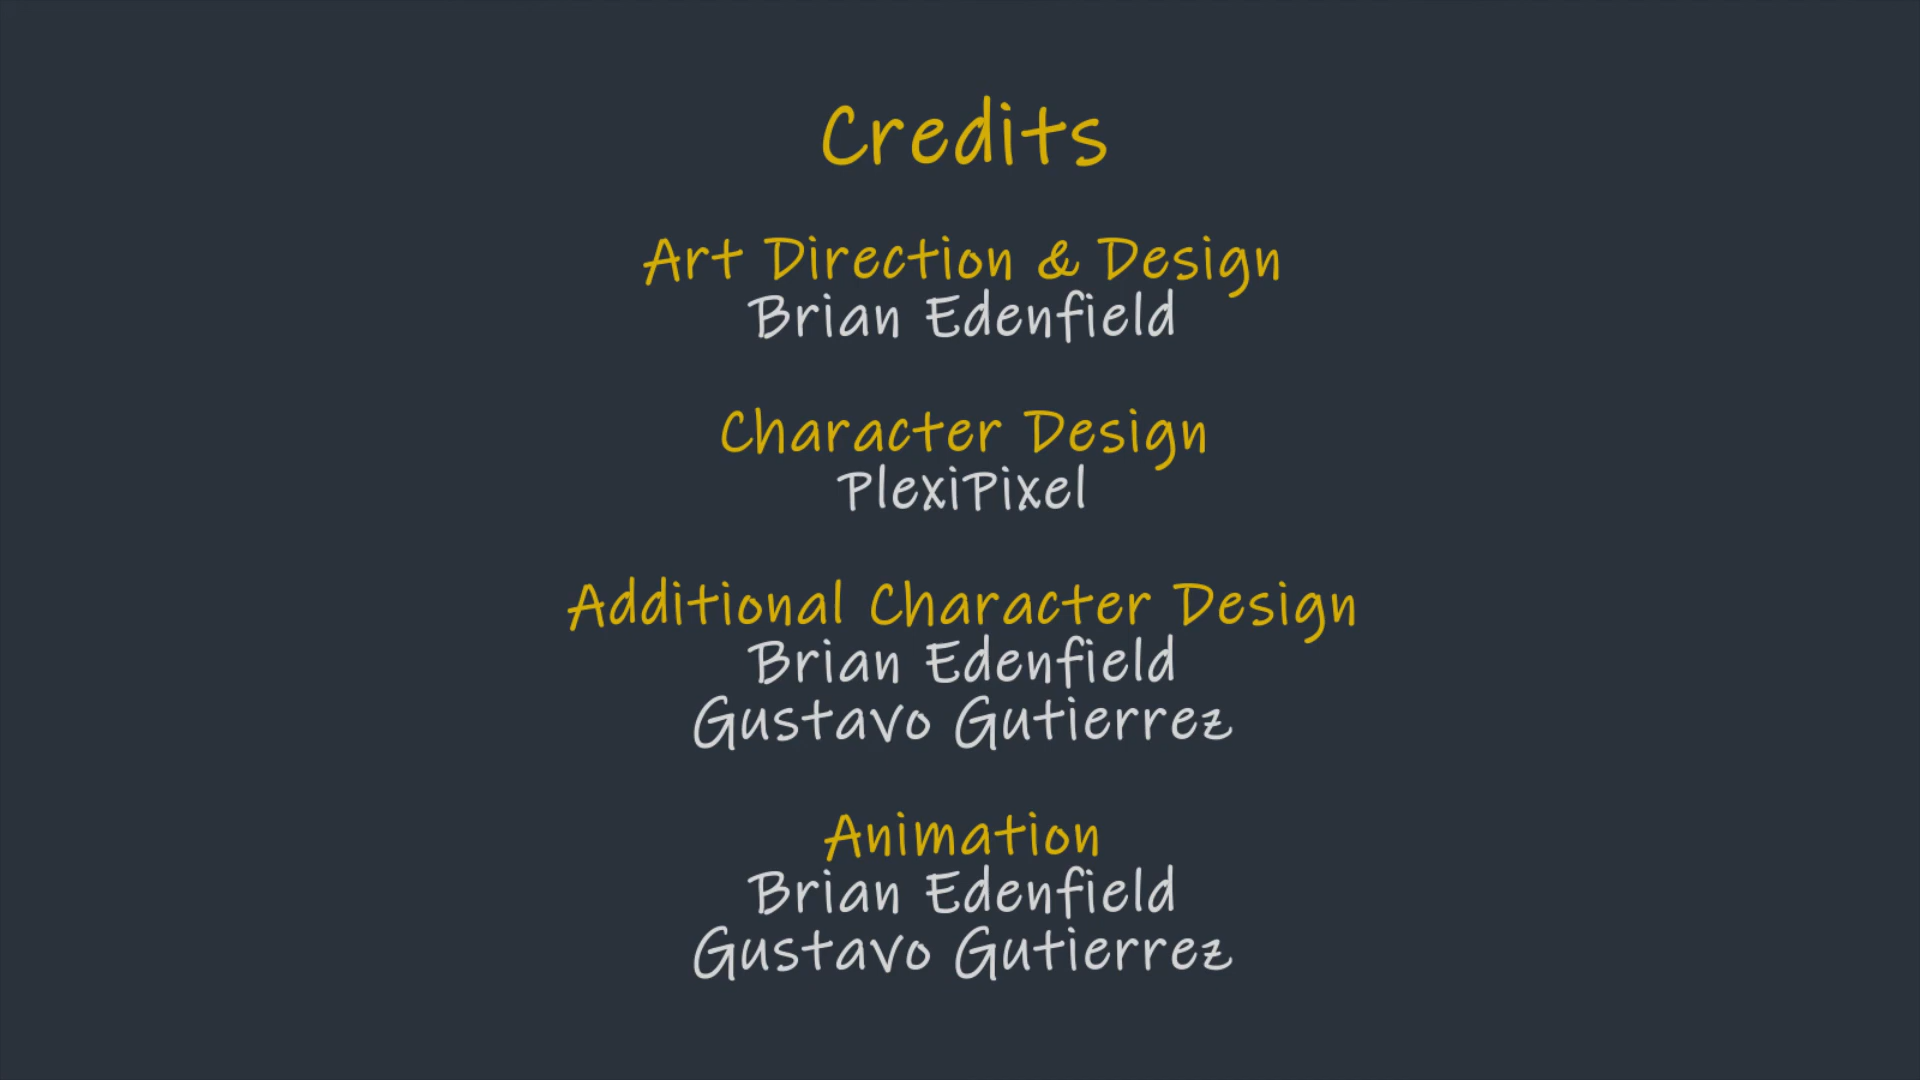 Credits
Art Direction & Design
Brian Edenfield
Character Design
PlexiPixel
Additional Character Design
Brian Edenfield
Gustavo Gutierrez
Animation
Brian Edenfield
Gustavo Gutierrez